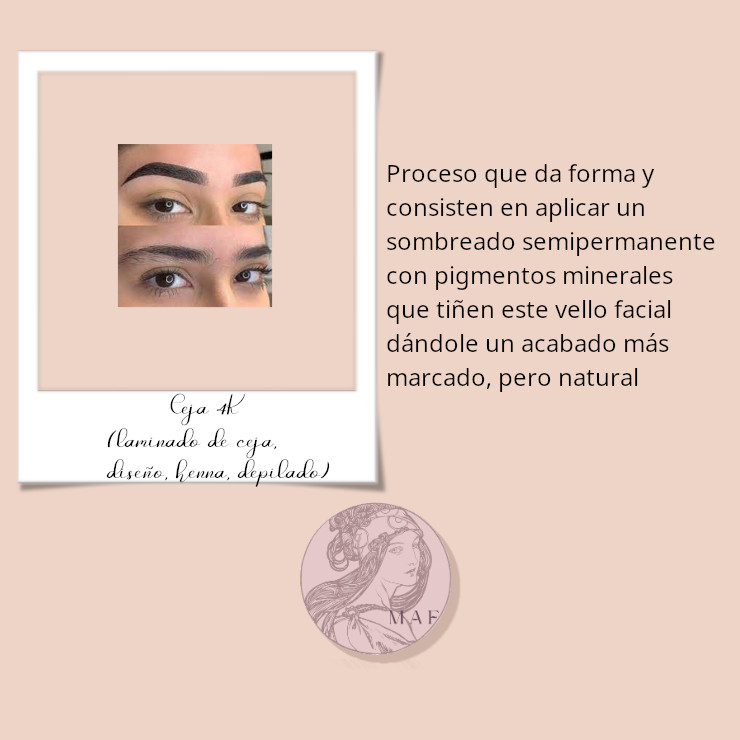 Proceso que da forma y
consisten en aplicar un
sombreado semipermanente
con pigmentos minerales
que tiñen este vello facial
dándole un acabado más
marcado, pero natural
Ceja 4K
(laminado de ceja,
diseño, henna, depilado)
MAE